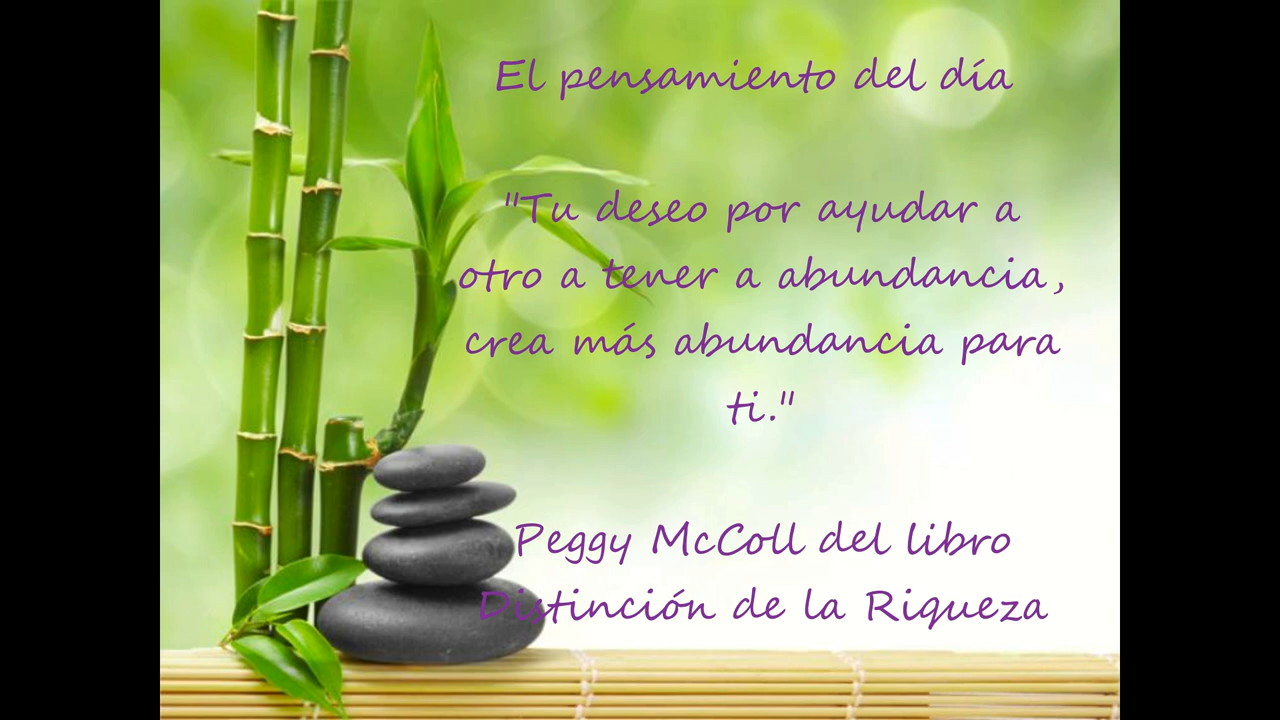 El pensamiento del día
"Tu deseo por ayudar a
otro a tener a abundancia,
crea más abundancia para
ti."
Peggy McColl del libro
Distinción de la Riqueza